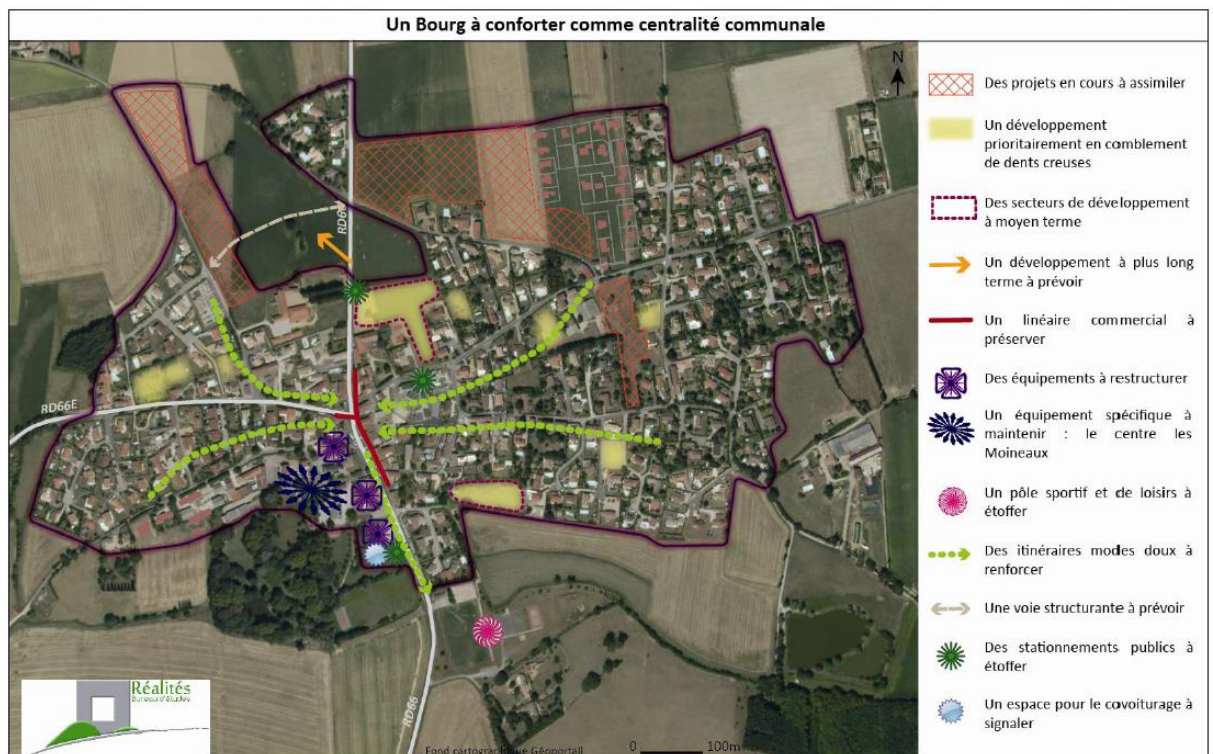 Un Bourg à conforter comme centralité communale
N
RD66
RD66E
RD66
Des projets en cours à assimiler
Un développement
prioritairement en comblement
de dents creuses
Des secteurs de développement
à moyen terme
Un développement à plus long
terme à prévoir
Un linéaire commercial à
préserver
Des équipements à restructurer
Un équipement spécifique à
maintenir : le centre les
Moineaux
Un pôle sportif et de loisirs à
étoffer
Des itinéraires modes doux à
renforcer
Une voie structurante à prévoir
Des stationnements publics à
étoffer
Un espace pour le covoiturage à
signaler
Réalités
Bureau d'études
Fond cartographique Géoportail
0 100m